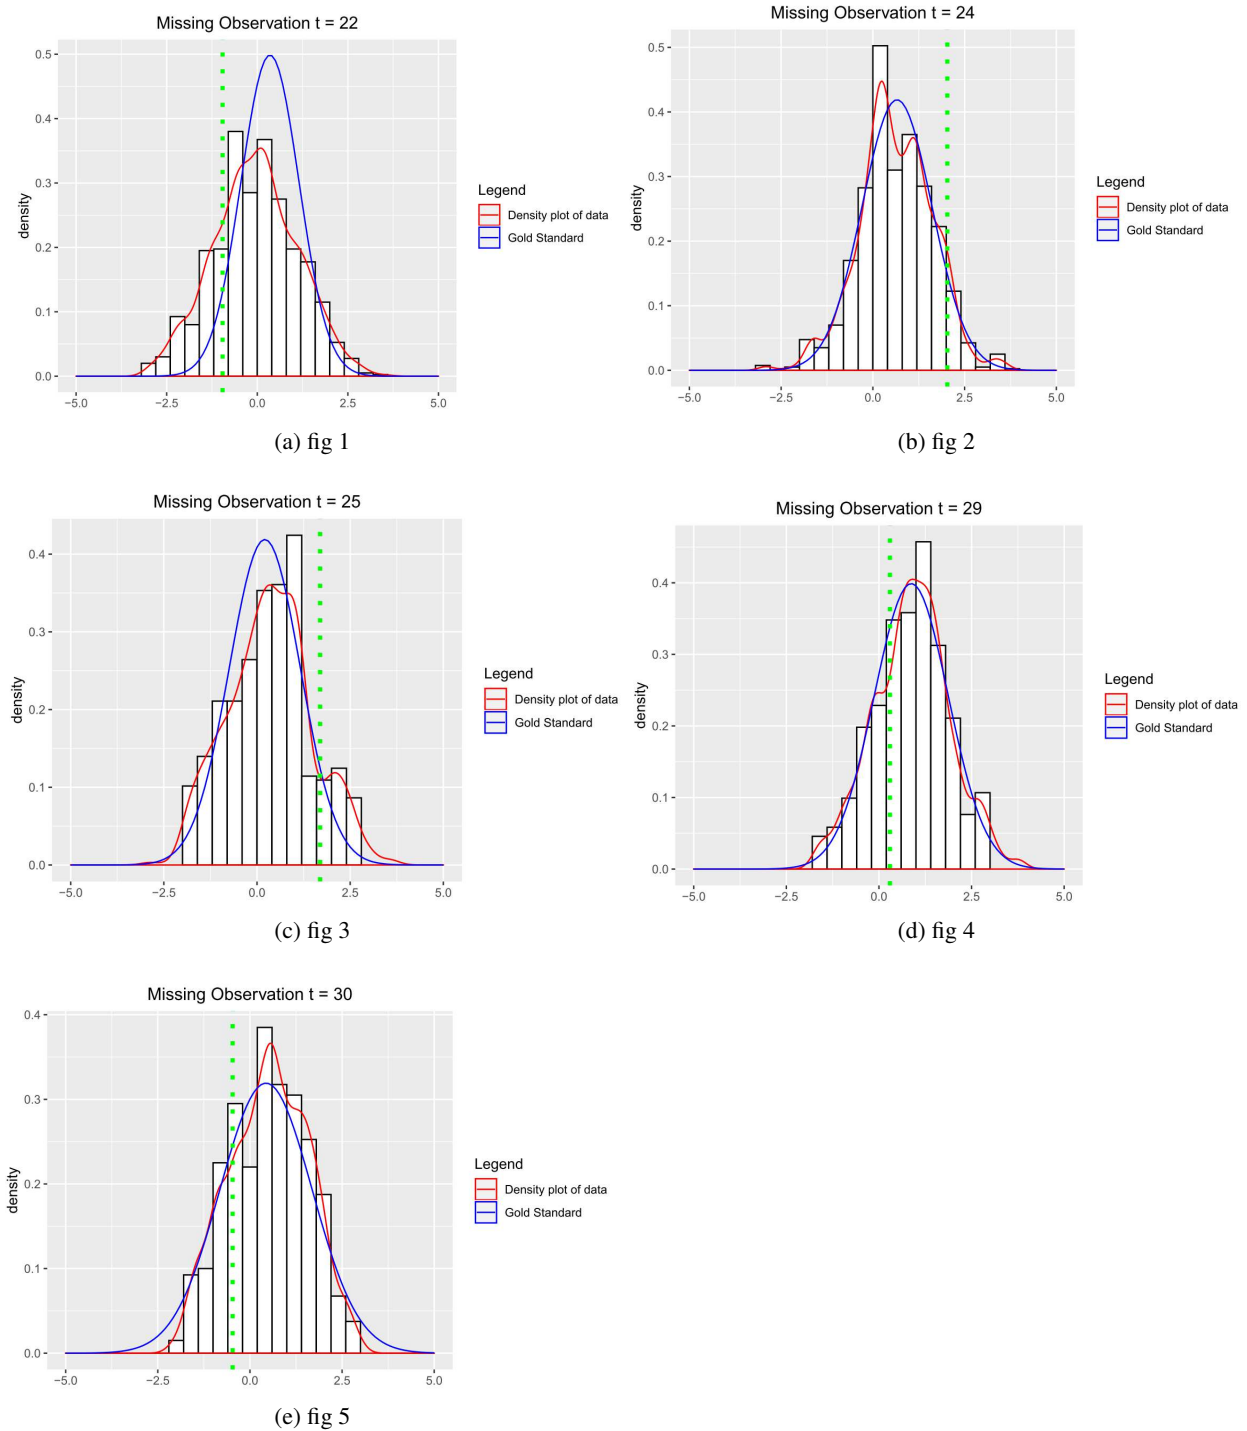 Missing Observation t = 22
0.5
0.4
0.3
0.2
0.1
0.0
density
−5.0 −2.5 0.0 2.5 5.0
Legend
Density plot of data
Gold Standard
(a) fig 1
Missing Observation t = 24
0.5
0.4
0.3
0.2
0.1
0.0
density
−5.0 −2.5 0.0 2.5 5.0
Legend
Density plot of data
Gold Standard
(b) fig 2
Missing Observation t = 25
0.4
0.3
0.2
0.1
0.0
density
−5.0 −2.5 0.0 2.5 5.0
Legend
Density plot of data
Gold Standard
(c) fig 3
Missing Observation t = 29
0.4
0.3
0.2
0.1
0.0
density
−5.0 −2.5 0.0 2.5 5.0
Legend
Density plot of data
Gold Standard
(d) fig 4
Missing Observation t = 30
0.4
0.3
0.2
0.1
0.0
density
−5.0 −2.5 0.0 2.5 5.0
Legend
Density plot of data
Gold Standard
(e) fig 5